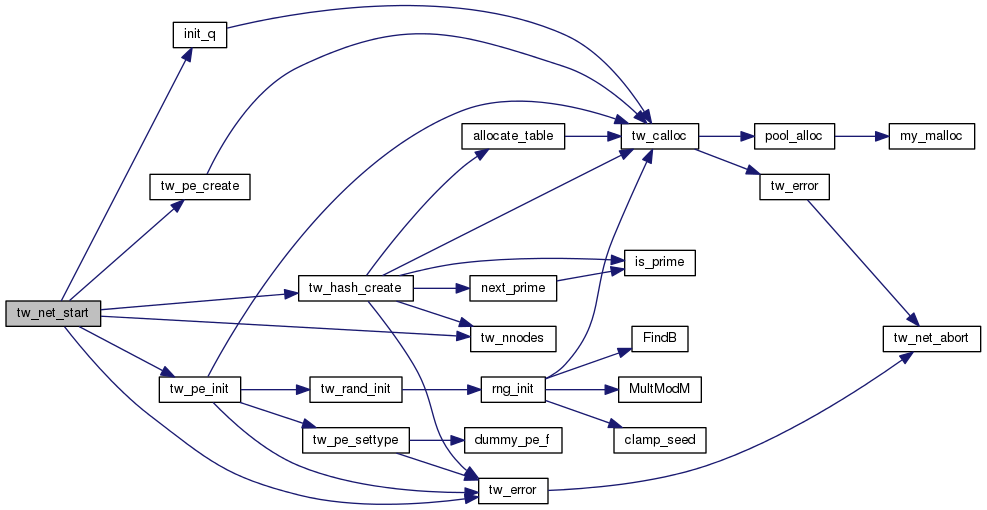 init_q
allocate_table
tw_calloc
pool_alloc
my_malloc
tw_pe_create
tw_error
is_prime
tw_hash_create
next_prime
tw_net_start
tw_nnodes
FindB
tw_net_abort
tw_pe_init
tw_rand_init
rng_init
MultModM
tw_pe_settype
dummy_pe_f
clamp_seed
tw_error